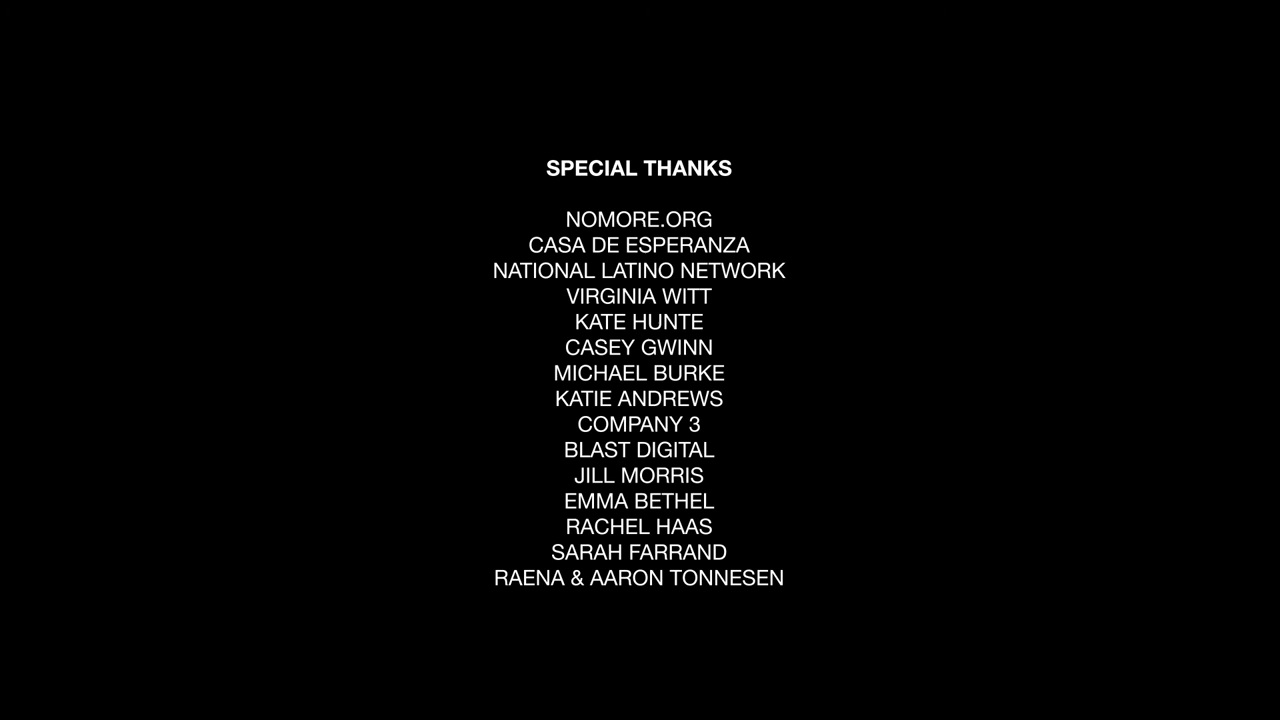 SPECIAL THANKS
NOMORE.ORG
CASA DE ESPERANZA
NATIONAL LATINO NETWORK
VIRGINIA WITT
KATE HUNTE
CASEY GWINN
MICHAEL BURKE
KATIE ANDREWS
COMPANY 3
BLAST DIGITAL
JILL MORRIS
EMMA BETHEL
RACHEL HAAS
SARAH FARRAND
RAENA & AARON TONNESEN